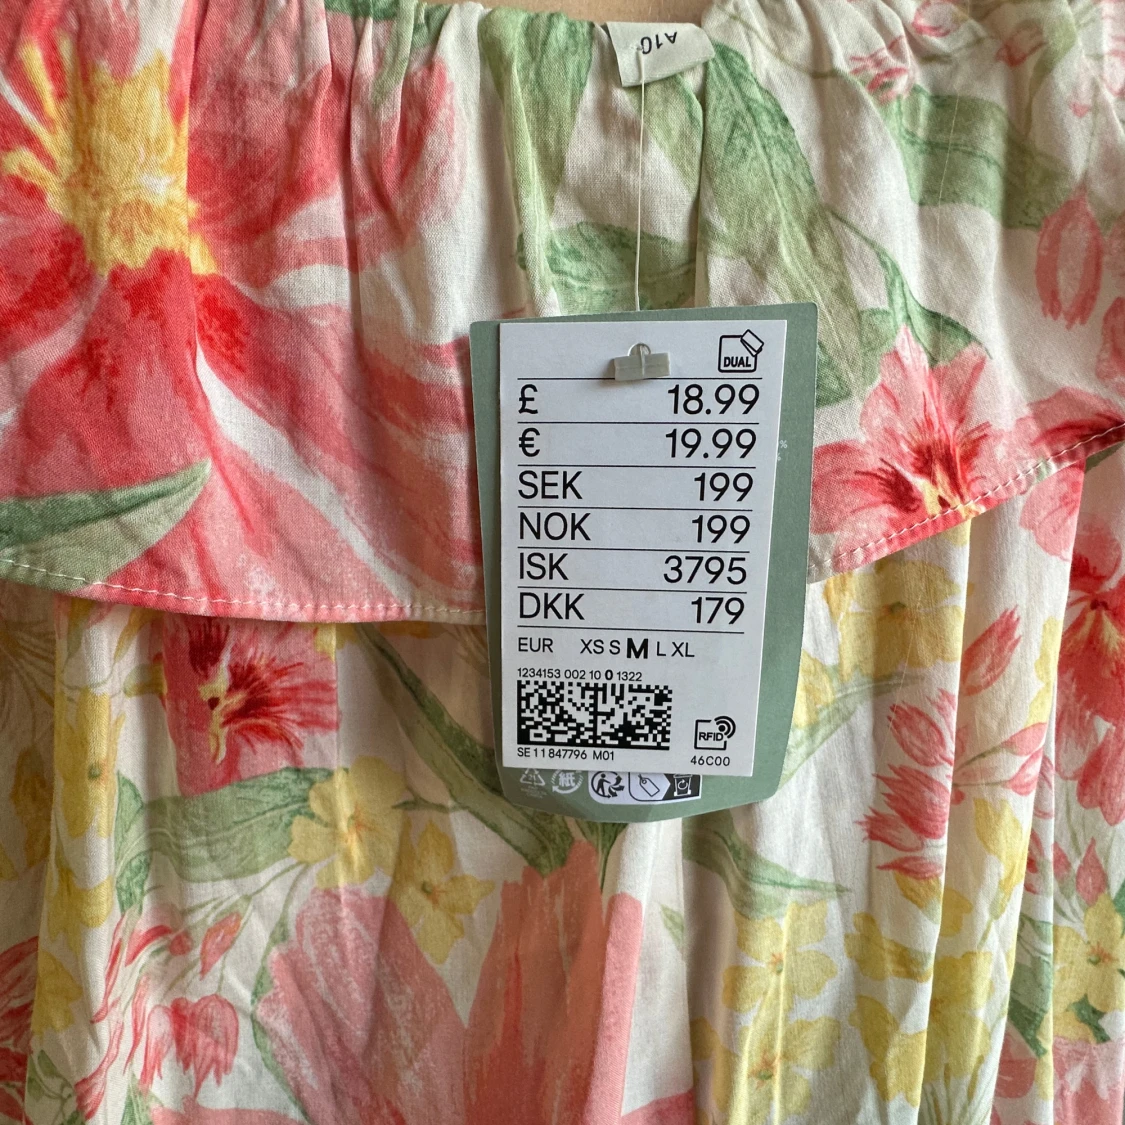 A10
DUAL
£ 18.99
€ 19.99
SEK 199
NOK 199
ISK 3795
DKK 179
EUR XS S M L XL
1234153 002 10 0 1322
SE 11 847796 M01
RFID
46C00
紙